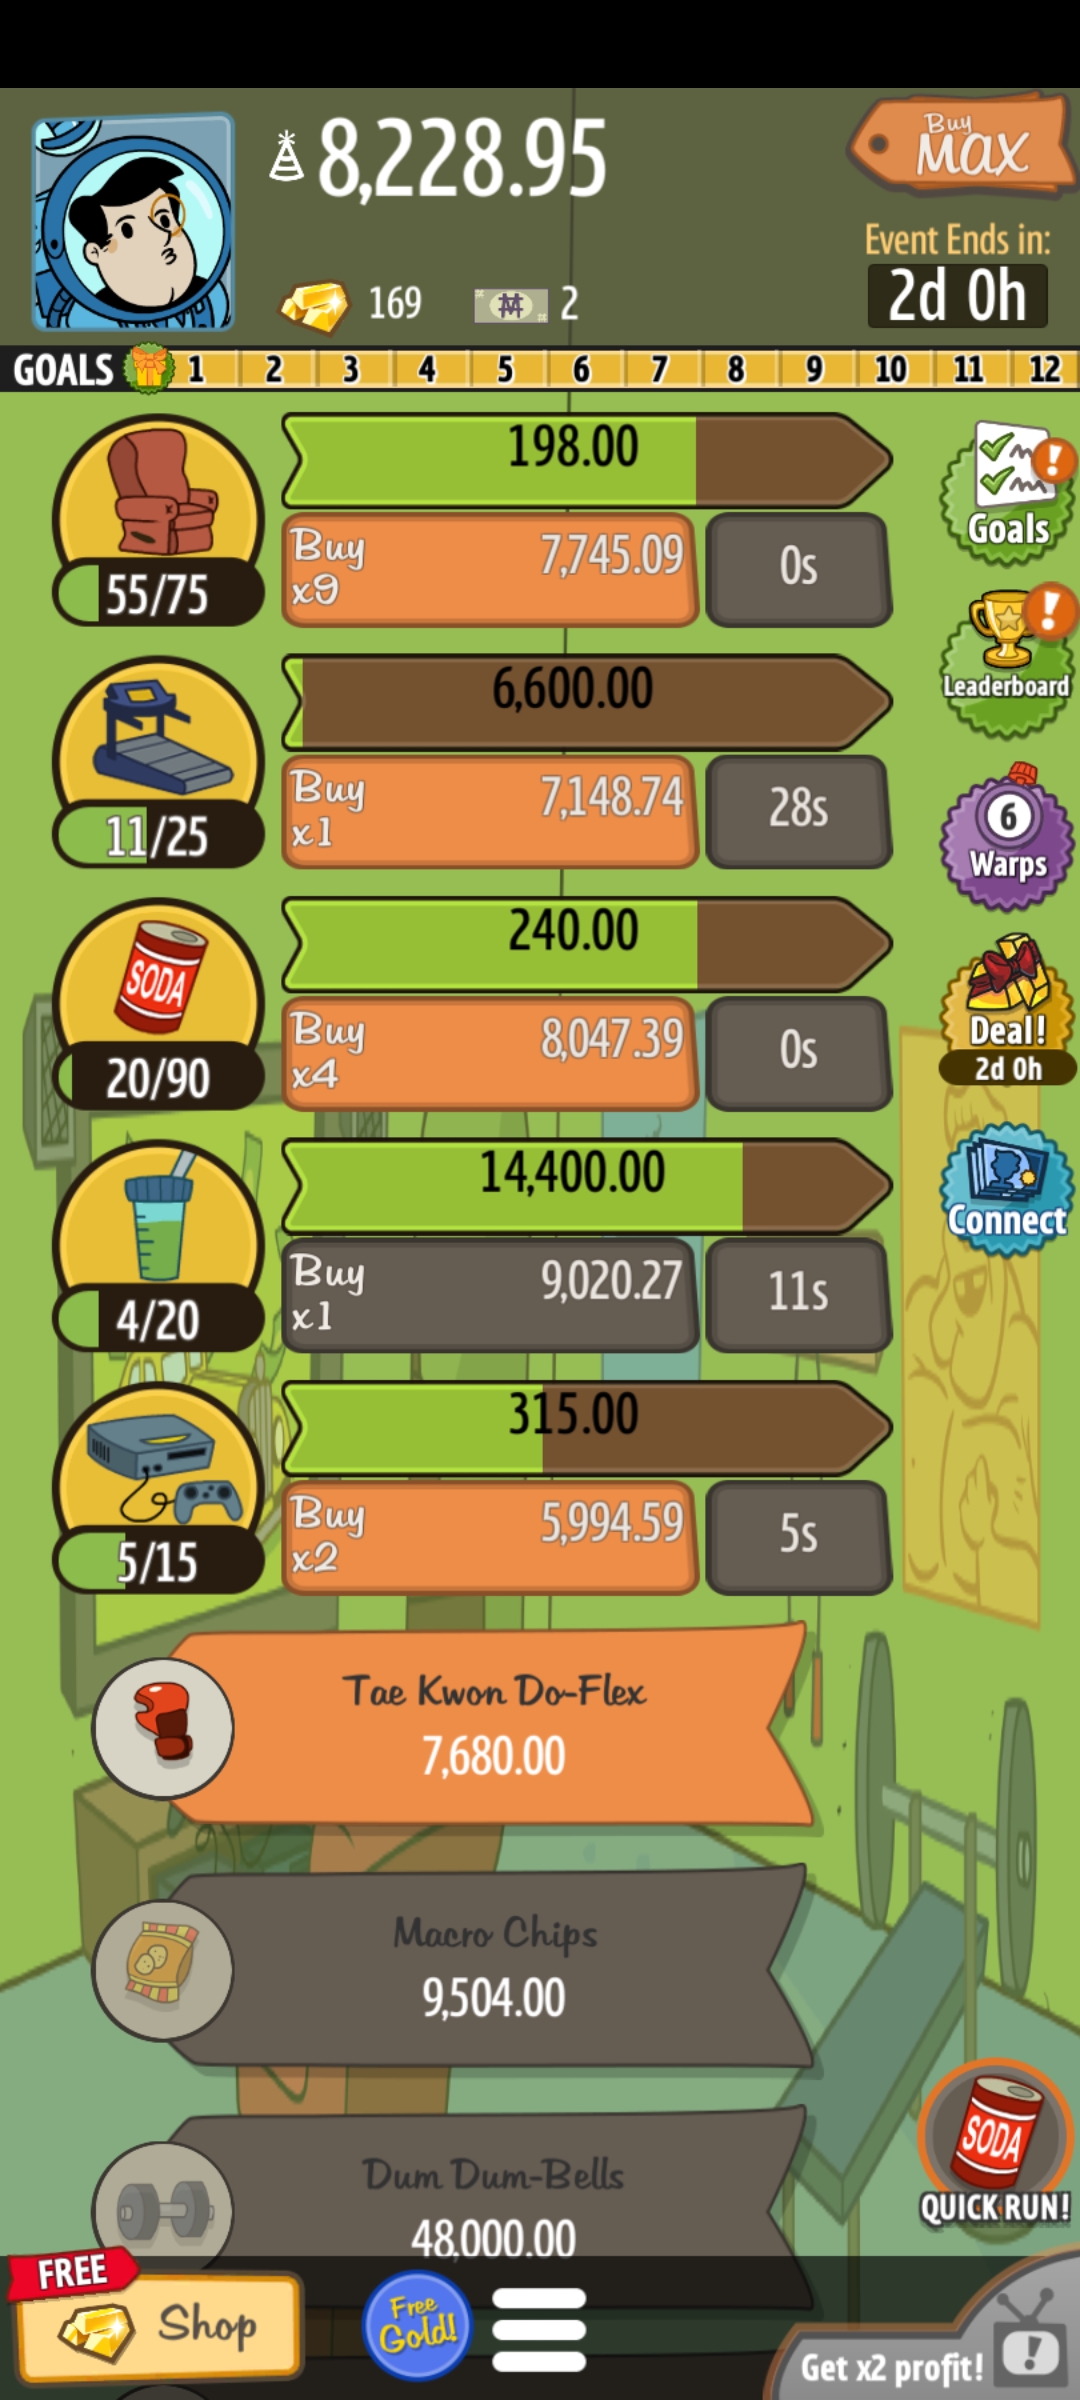 8,228.95
Buy
MAX
Event Ends in:
169
2
2d 0h
GOALS 1 2 3 4 5 6 7 8 9 10 11 12
198.00
Buy
x9
7,745.09
0s
55/75
Goals
6,600.00
Buy
x1
7,148.74
28s
11/25
Leaderboard
6
Warps
240.00
SODA
Buy
x4
8,047.39
0s
20/90
Deal!
2d 0h
14,400.00
Buy
x1
9,020.27
11s
4/20
Connect
315.00
Buy
x2
5,994.59
5s
5/15
Tae Kwon Do-Flex
7,680.00
Macro Chips
9,504.00
Dum Dum-Bells
48,000.00
SODA
QUICK RUN!
FREE
Shop
Free
Gold!
Get x2 profit!